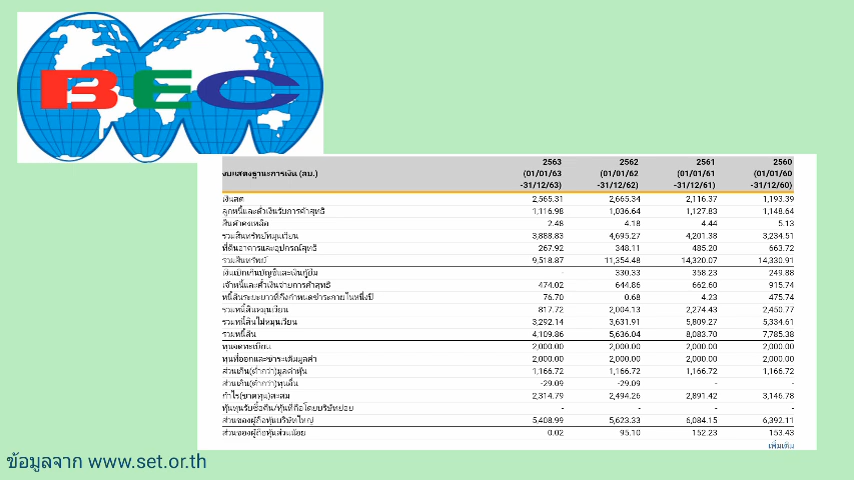 BEC
งบแสดงฐานะการเงิน (ลบ.) 2563 (01/01/63 -31/12/63) 2562 (01/01/62 -31/12/62) 2561 (01/01/61 -31/12/61) 2560 (01/01/60 -31/12/60)
เงินสด 2,565.31 2,665.34 2,116.37 1,193.39
ลูกหนี้และตั๋วเงินรับการค้าสุทธิ 1,116.98 1,036.64 1,127.83 1,148.64
สินค้าคงเหลือ 2.48 4.18 4.44 5.13
รวมสินทรัพย์หมุนเวียน 3,888.83 4,695.27 4,201.38 3,234.51
ที่ดินอาคารและอุปกรณ์สุทธิ 267.92 348.11 485.20 663.72
รวมสินทรัพย์ 9,518.87 11,354.48 14,320.07 14,330.91
เงินเบิกเกินบัญชีและเงินกู้ยืม - 330.33 358.23 249.88
เจ้าหนี้และตั๋วเงินจ่ายการค้าสุทธิ 474.02 644.86 662.60 915.74
หนี้สินระยะยาวที่ถึงกำหนดชำระภายในหนึ่งปี 76.70 0.68 4.23 475.74
รวมหนี้สินหมุนเวียน 817.72 2,004.13 2,274.43 2,450.77
รวมหนี้สินไม่หมุนเวียน 3,292.14 3,631.91 5,809.27 5,334.61
รวมหนี้สิน 4,109.86 5,636.04 8,083.70 7,785.38
ทุนจดทะเบียน 2,000.00 2,000.00 2,000.00 2,000.00
ทุนที่ออกและชำระเต็มมูลค่า 2,000.00 2,000.00 2,000.00 2,000.00
ส่วนเกิน(ต่ำกว่า)มูลค่าหุ้น 1,166.72 1,166.72 1,166.72 1,166.72
ส่วนเกิน(ต่ำกว่า)ทุนอื่น -29.09 -29.09 - -
กำไร(ขาดทุน)สะสม 2,314.79 2,494.26 2,891.42 3,146.78
หุ้นทุนรับซื้อคืน/หุ้นที่ถือโดยบริษัทย่อย - - - -
ส่วนของผู้ถือหุ้นบริษัทใหญ่ 5,408.99 5,623.33 6,084.15 6,392.11
ส่วนของผู้ถือหุ้นส่วนน้อย 0.02 95.10 152.23 153.43
เพิ่มเติม
ข้อมูลจาก www.set.or.th